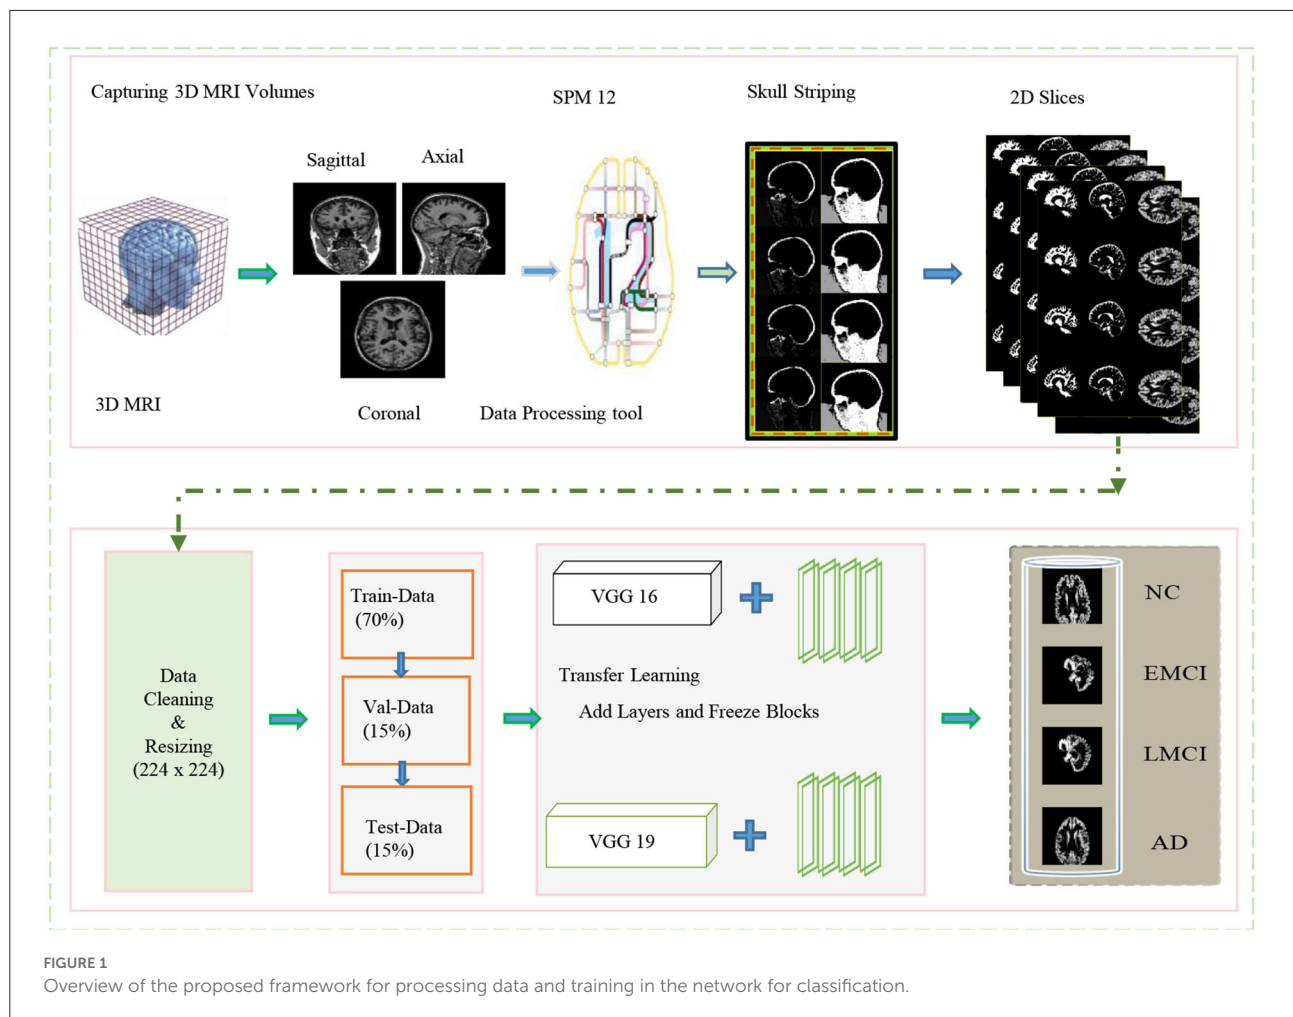 Capturing 3D MRI Volumes
SPM 12
Skull Striping
2D Slices
Sagittal
Axial
3D MRI
Coronal
Data Processing tool
Data
Cleaning
&
Resizing
(224 x 224)
Train-Data
(70%)
Val-Data
(15%)
Test-Data
(15%)
VGG 16
Transfer Learning
Add Layers and Freeze Blocks
VGG 19
NC
EMCI
LMCI
AD
FIGURE 1
Overview of the proposed framework for processing data and training in the network for classification.